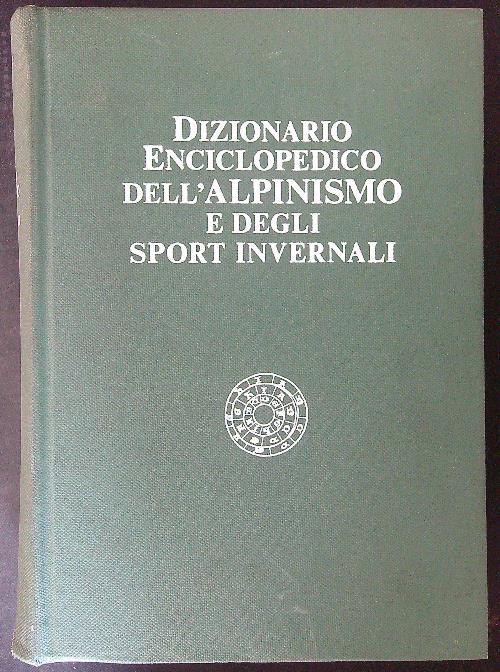 DIZIONARIO
ENCICLOPEDICO
DELL'ALPINISMO
E DEGLI
SPORT INVERNALI